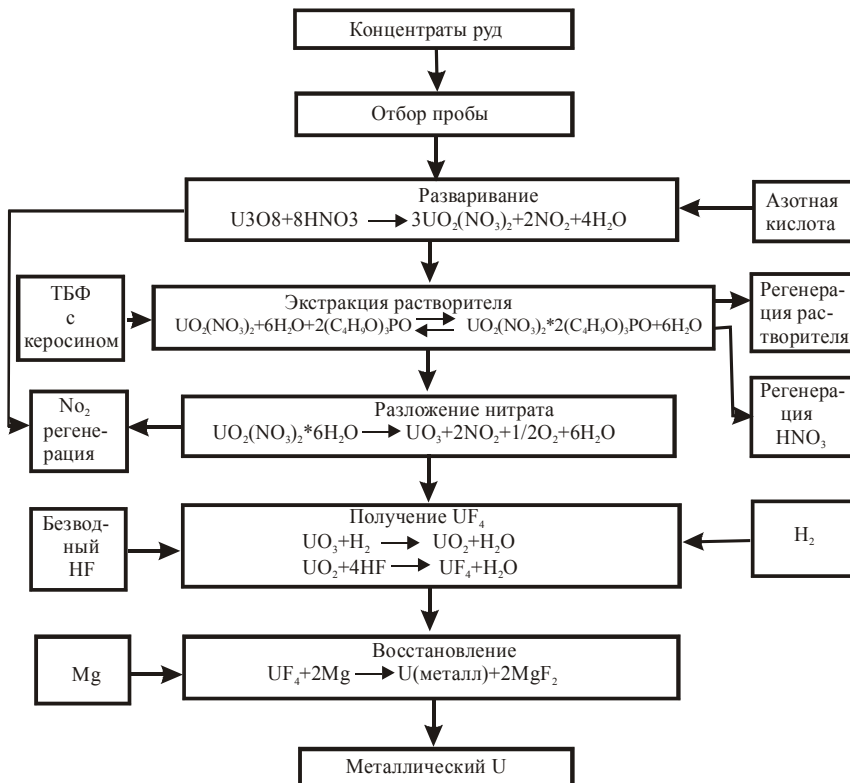 Концентраты руд
Отбор пробы
Разваривание
U3O8+8HNO3 → 3UO₂(NO₃)₂+2NO₂+4H₂O
Азотная
кислота
ТБФ
с
керосином
Экстракция растворителя
UO₂(NO₃)₂+6H₂O+2(C₄H₉O)₃PO ⇄ UO₂(NO₃)₂*2(C₄H₉O)₃PO+6H₂O
Регенера-
ция рас-
творителя
No₂
регене-
рация
Разложение нитрата
UO₂(NO₃)₂*6H₂O → UO₃+2NO₂+1/2O₂+6H₂O
Регенера-
ция
HNO₃
Безвод-
ный
HF
Получение UF₄
UO₃+H₂ → UO₂+H₂O
UO₂+4HF → UF₄+H₂O
H₂
Mg
Восстановление
UF₄+2Mg → U(металл)+2MgF₂
Металлический U